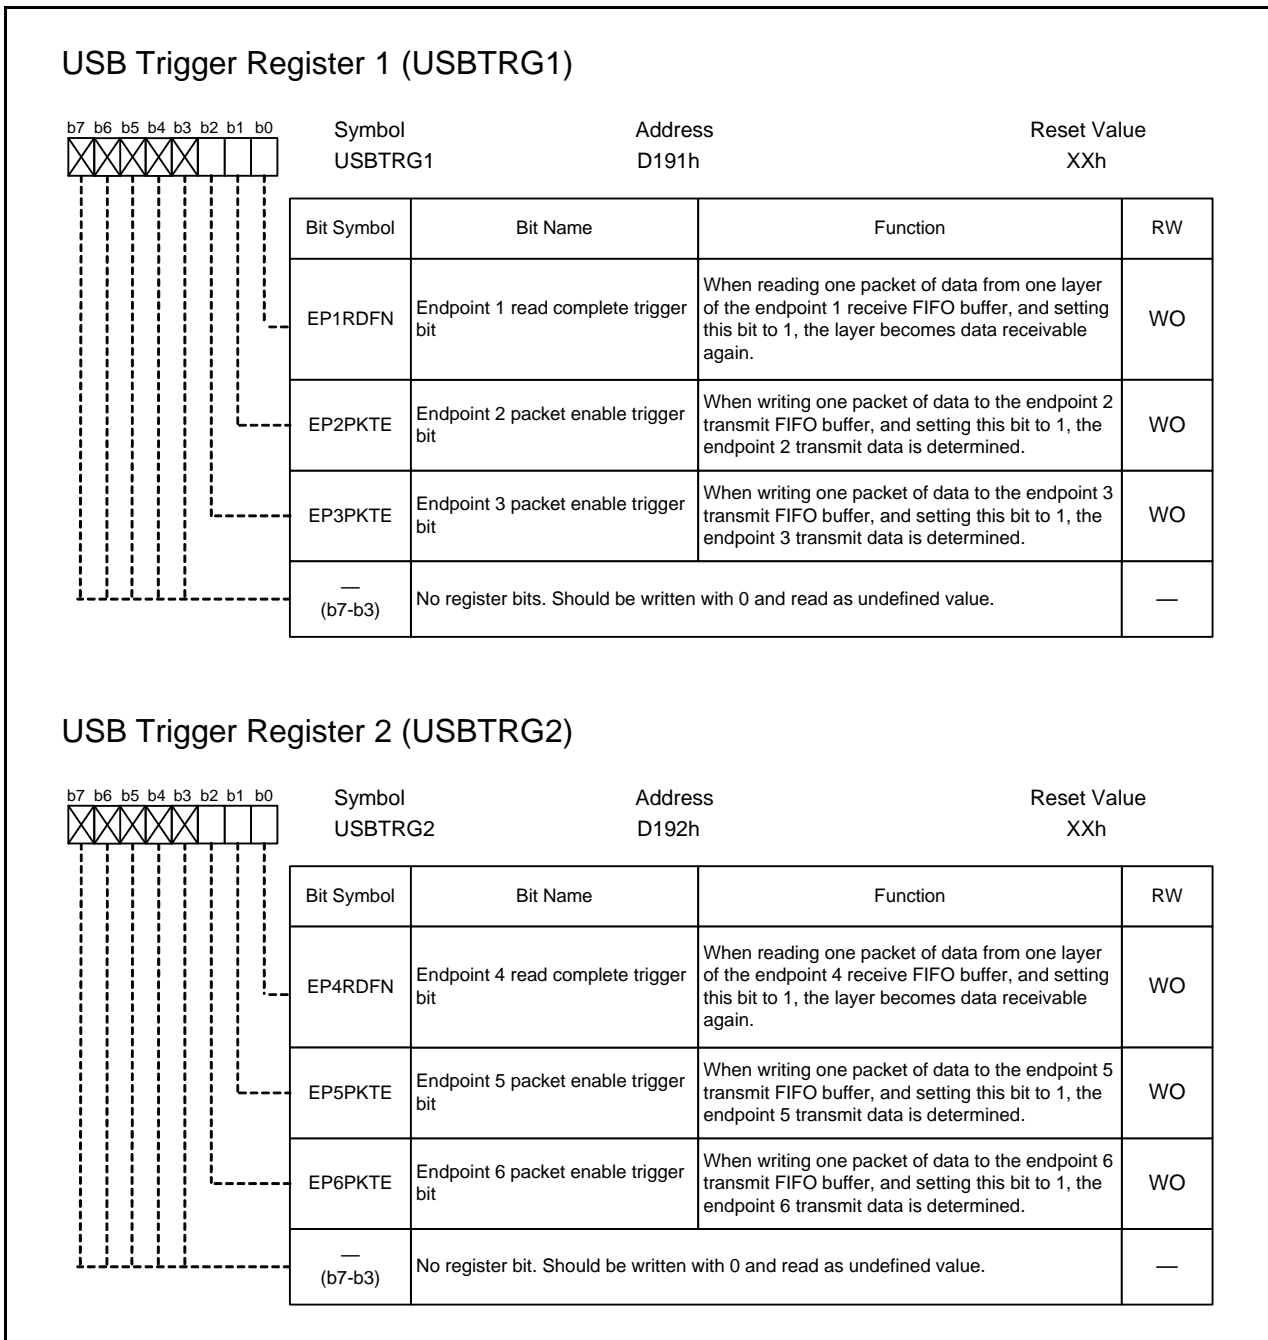 USB Trigger Register 1 (USBTRG1)
b7 b6 b5 b4 b3 b2 b1 b0
Symbol Address Reset Value
USBTRG1 D191h XXh
Bit Symbol Bit Name Function RW
EP1RDFN
Endpoint 1 read complete trigger
bit
When reading one packet of data from one layer
of the endpoint 1 receive FIFO buffer, and setting
this bit to 1, the layer becomes data receivable
again.
WO
EP2PKTE
Endpoint 2 packet enable trigger
bit
When writing one packet of data to the endpoint 2
transmit FIFO buffer, and setting this bit to 1, the
endpoint 2 transmit data is determined.
WO
EP3PKTE
Endpoint 3 packet enable trigger
bit
When writing one packet of data to the endpoint 3
transmit FIFO buffer, and setting this bit to 1, the
endpoint 3 transmit data is determined.
WO
—
(b7-b3)
No register bits. Should be written with 0 and read as undefined value.
—
USB Trigger Register 2 (USBTRG2)
b7 b6 b5 b4 b3 b2 b1 b0
Symbol Address Reset Value
USBTRG2 D192h XXh
Bit Symbol Bit Name Function RW
EP4RDFN
Endpoint 4 read complete trigger
bit
When reading one packet of data from one layer
of the endpoint 4 receive FIFO buffer, and setting
this bit to 1, the layer becomes data receivable
again.
WO
EP5PKTE
Endpoint 5 packet enable trigger
bit
When writing one packet of data to the endpoint 5
transmit FIFO buffer, and setting this bit to 1, the
endpoint 5 transmit data is determined.
WO
EP6PKTE
Endpoint 6 packet enable trigger
bit
When writing one packet of data to the endpoint 6
transmit FIFO buffer, and setting this bit to 1, the
endpoint 6 transmit data is determined.
WO
—
(b7-b3)
No register bit. Should be written with 0 and read as undefined value.
—